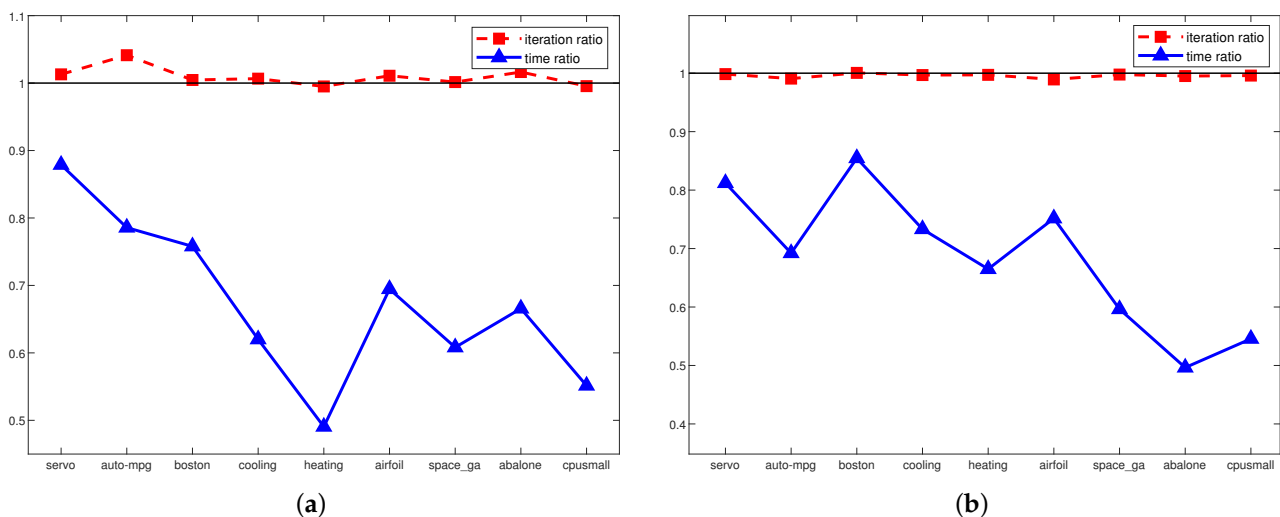 1.1
1.05
1
0.9
0.8
0.7
0.6
0.5
iteration ratio
time ratio
servo auto-mpg boston cooling heating airfoil space_ga abalone cpusmall
(a)
1
0.9
0.8
0.7
0.6
0.5
0.4
iteration ratio
time ratio
servo auto-mpg boston cooling heating airfoil space_ga abalone cpusmall
(b)